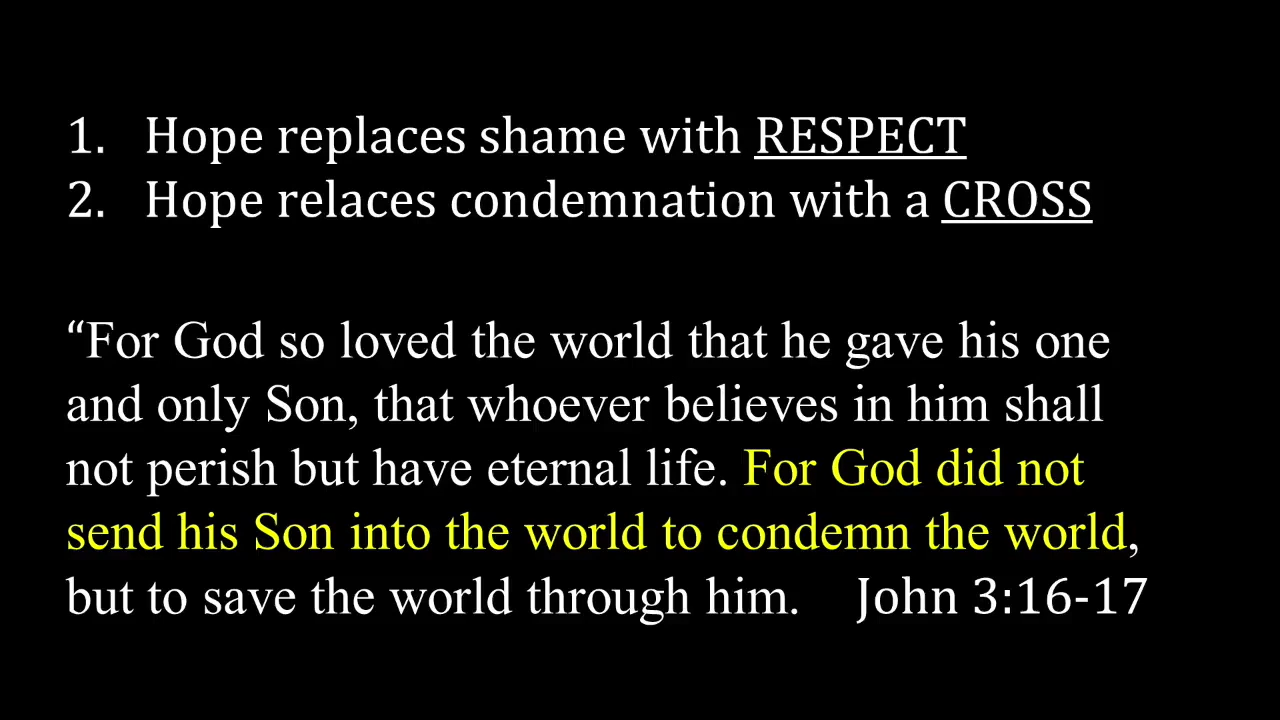 1. Hope replaces shame with RESPECT
2. Hope relaces condemnation with a CROSS
“For God so loved the world that he gave his one
and only Son, that whoever believes in him shall
not perish but have eternal life. For God did not
send his Son into the world to condemn the world,
but to save the world through him. John 3:16-17